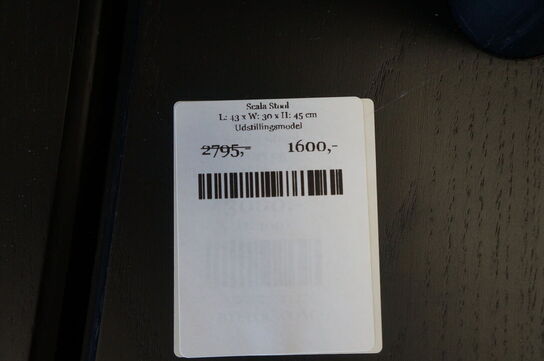 Scala Stool
L: 43 x W: 30 x H: 45 cm
Udstillingsmodel
2795,- 1600,-